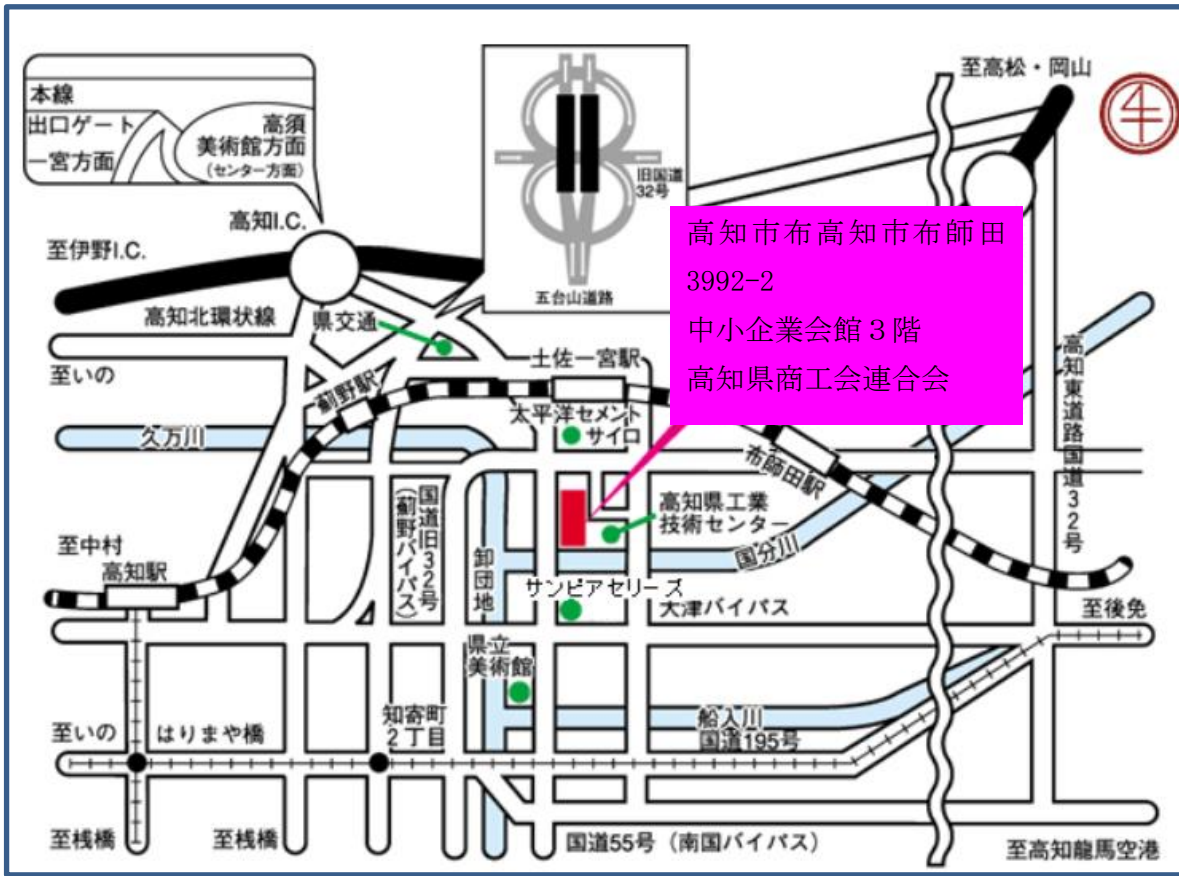 本線
出口ゲート
一宮方面
高須
美術館方面
(センター方面)
旧国道
32号
五台山道路
至高松・岡山
高知I.C.
至伊野I.C.
高知市布高知市布師田
3992-2
中小企業会館３階
高知県商工会連合会
高知北環状線
県交通
至いの
薊野駅
土佐一宮駅
太平洋セメント
サイロ
久万川
布師田駅
高知東道路国道32号
国道旧32号
(薊野バイパス)
卸団地
高知県工業
技術センター
国分川
至中村
高知駅
サンピアセリーズ
大津バイパス
至後免
県立
美術館
至いの
はりまや橋
知寄町
2丁目
船入川
国道195号
至桟橋
至桟橋
国道55号（南国バイパス）
至高知龍馬空港